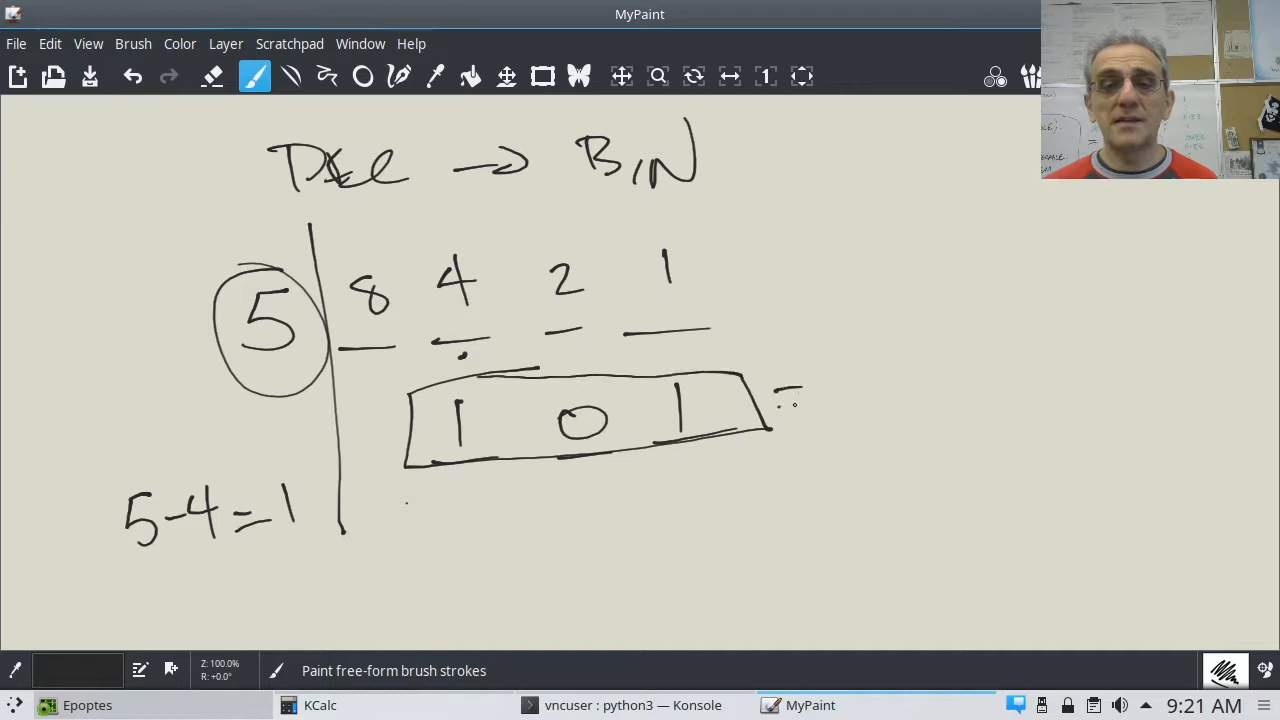 MyPaint
File Edit View Brush Color Layer Scratchpad Window Help
DEC → BIN
5 8 4 2 1
1 0 1 =
5-4=1
Z: 100.0%
R: +0.0°
Paint free-form brush strokes
Epoptes KCalc vncuser : python3 — Konsole MyPaint 9:21 AM